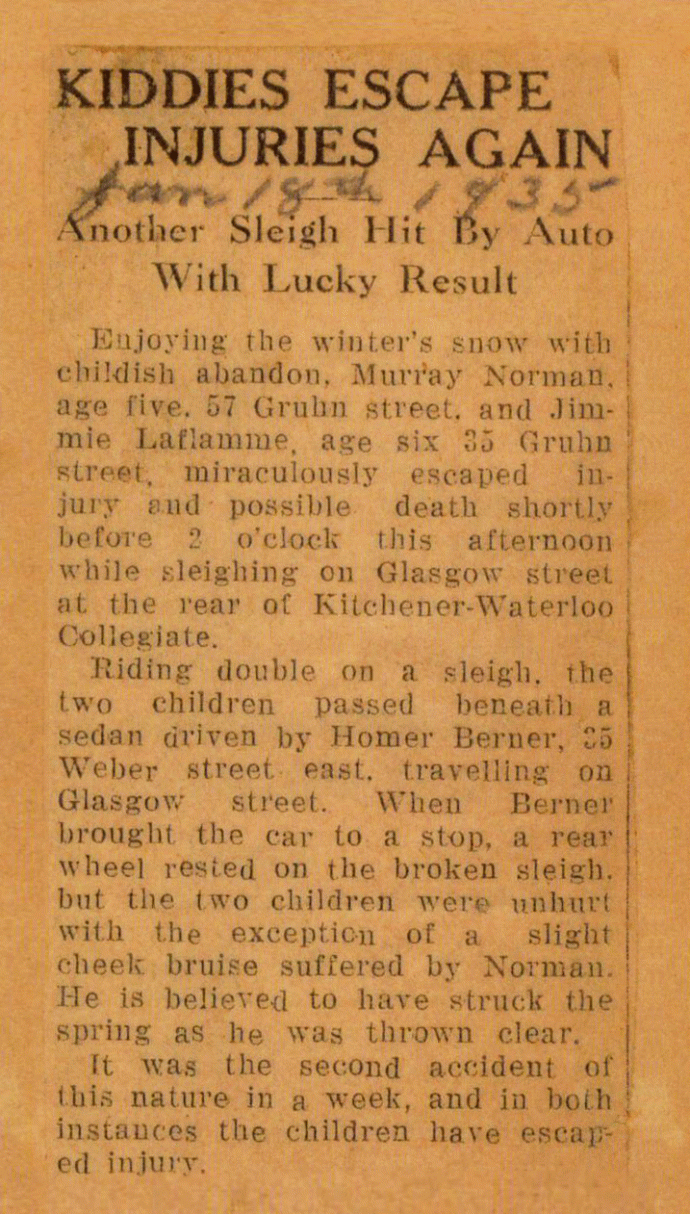 KIDDIES ESCAPE
INJURIES AGAIN
Jan 18th 1935
Another Sleigh Hit By Auto
With Lucky Result
Enjoying the winter's snow with
childish abandon, Murray Norman,
age five, 57 Gruhn street, and Jim-
mie Laflamme, age six 35 Gruhn
street, miraculously escaped in-
jury and possible death shortly
before 2 o'clock this afternoon
while sleighing on Glasgow street
at the rear of Kitchener-Waterloo
Collegiate.
Riding double on a sleigh, the
two children passed beneath a
sedan driven by Homer Berner,
Weber street east, travelling on
Glasgow street. When Berner
brought the car to a stop, a rear
wheel rested on the broken sleigh,
but the two children were unhurt
with the exception of a slight
cheek bruise suffered by Norman.
He is believed to have struck the
spring as he was thrown clear.
It was the second accident of
this nature in a week, and in both
instances the children have escap-
ed injury.